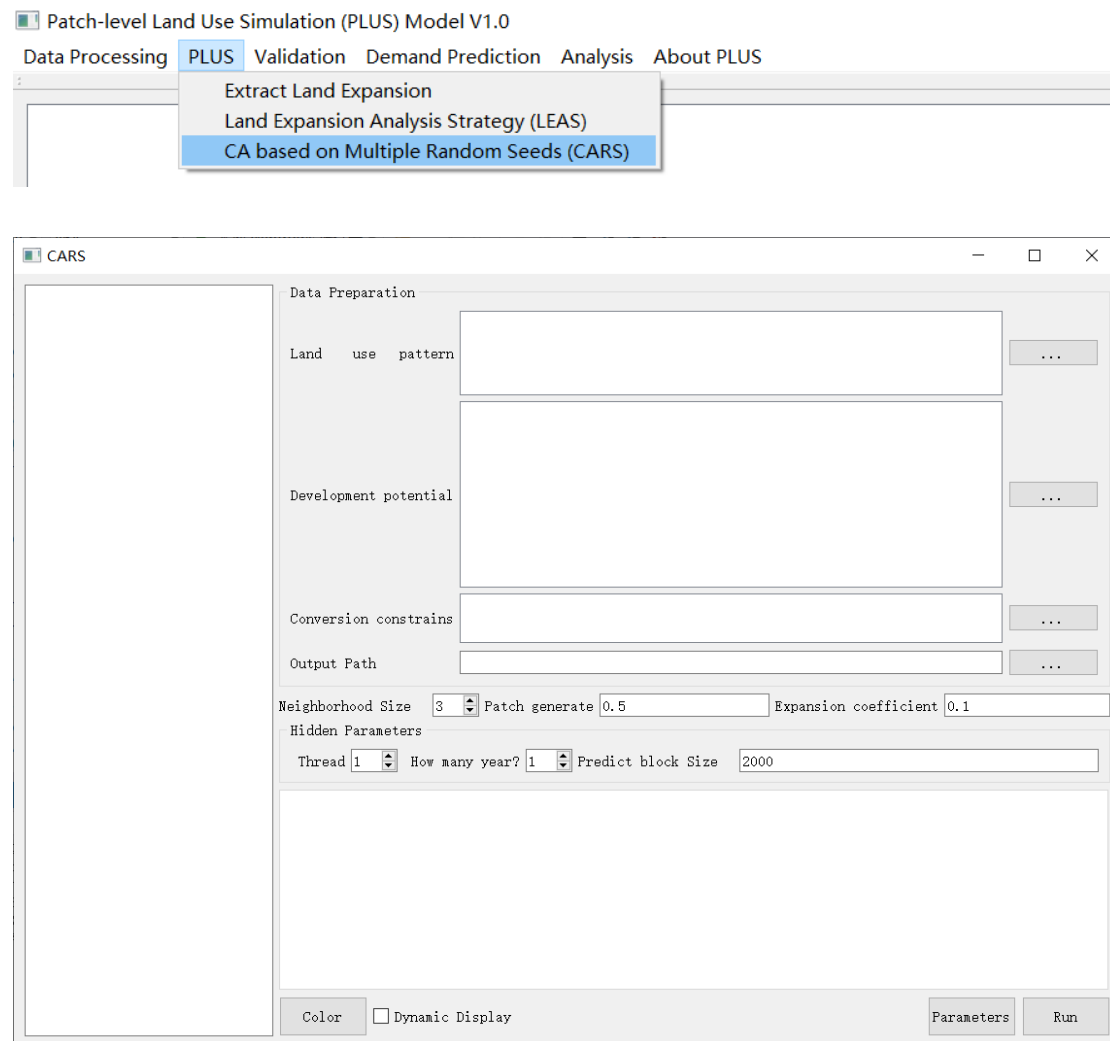 Patch-level Land Use Simulation (PLUS) Model V1.0
Data Processing PLUS Validation Demand Prediction Analysis About PLUS
Extract Land Expansion
Land Expansion Analysis Strategy (LEAS)
CA based on Multiple Random Seeds (CARS)
CARS
Data Preparation
Land use pattern ...
Development potential ...
Conversion constrains ...
Output Path ...
Neighborhood Size 3 Patch generate 0.5 Expansion coefficient 0.1
Hidden Parameters
Thread 1 How many year? 1 Predict block Size 2000
Color Dynamic Display Parameters Run